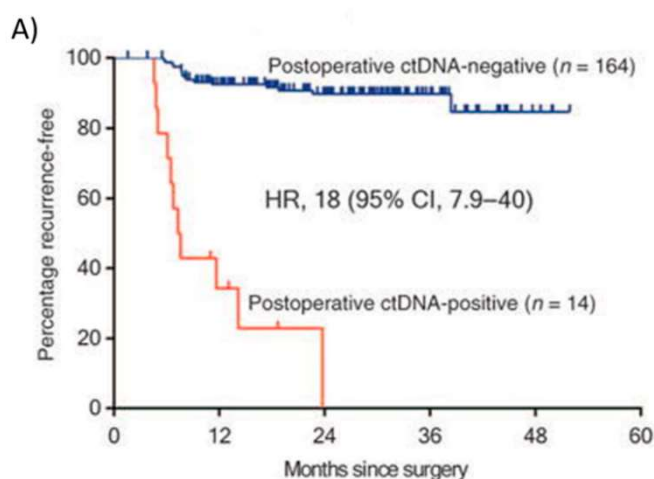 A)
100
80
60
40
20
0
Percentage recurrence-free
Postoperative ctDNA-negative (n = 164)
HR, 18 (95% CI, 7.9–40)
Postoperative ctDNA-positive (n = 14)
0 12 24 36 48 60
Months since surgery